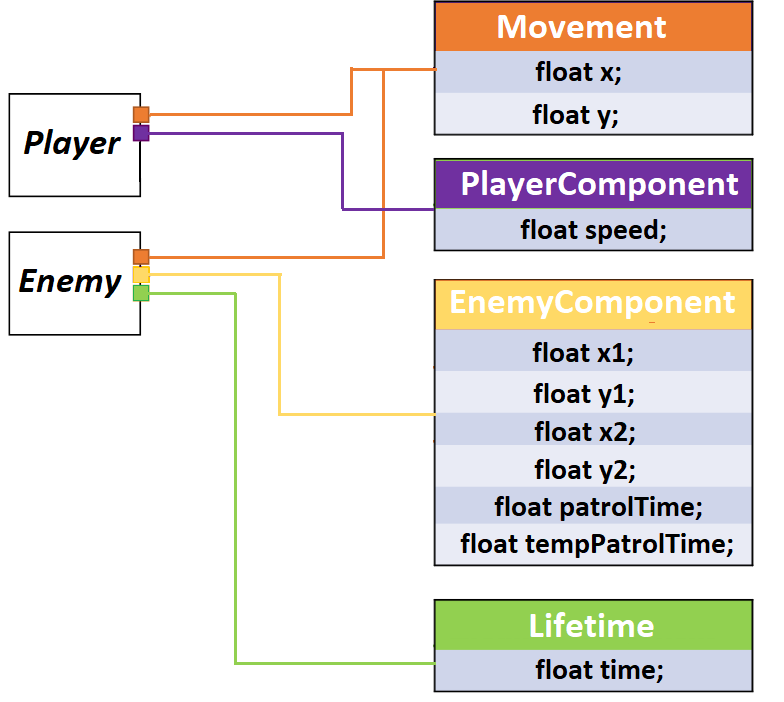 Player
Enemy
Movement
float x;
float y;
PlayerComponent
float speed;
EnemyComponent
float x1;
float y1;
float x2;
float y2;
float patrolTime;
float tempPatrolTime;
Lifetime
float time;